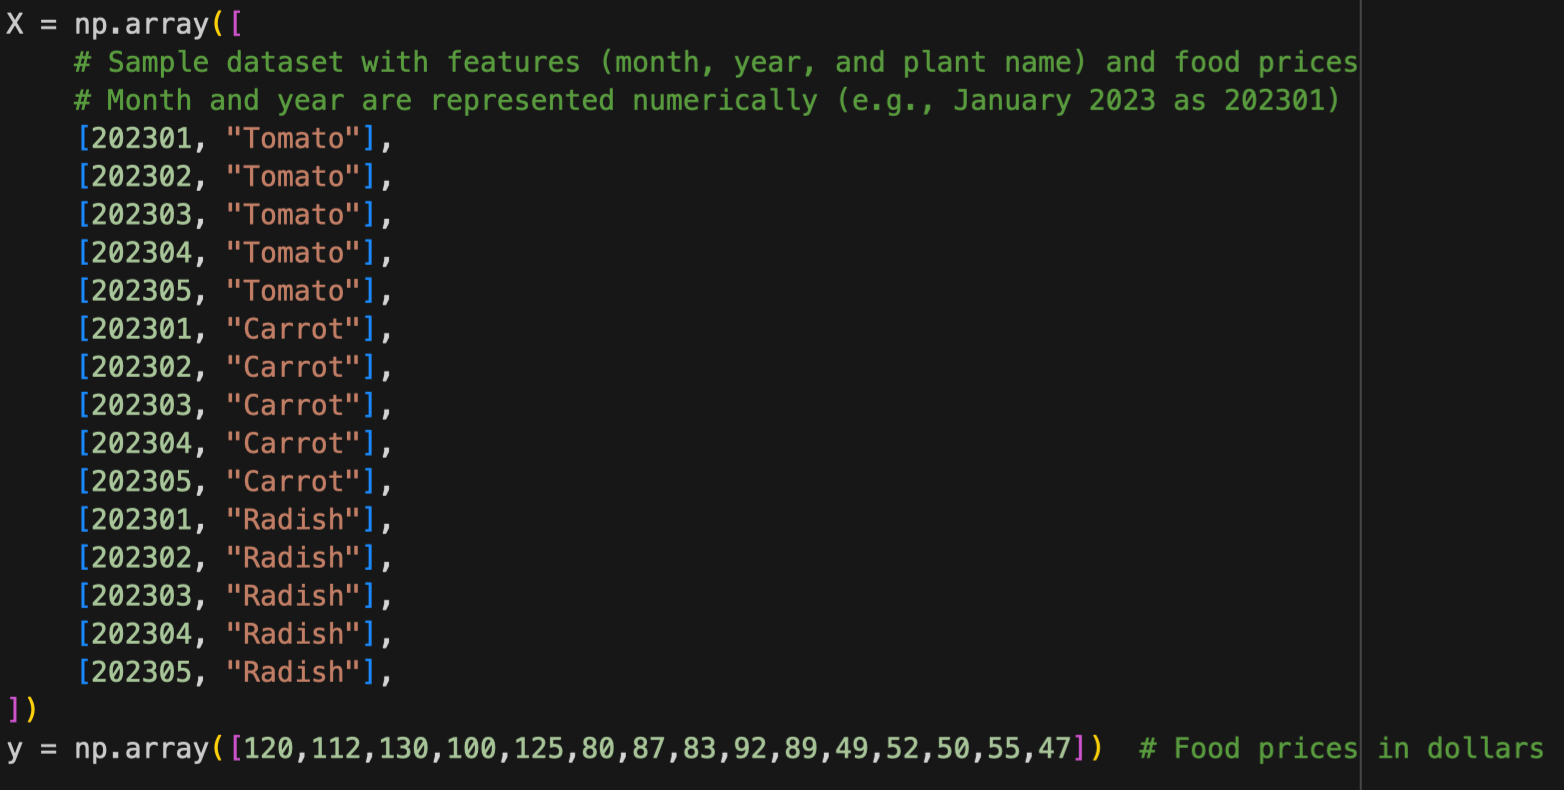 X = np.array([
    # Sample dataset with features (month, year, and plant name) and food prices
    # Month and year are represented numerically (e.g., January 2023 as 202301)
    [202301, "Tomato"],
    [202302, "Tomato"],
    [202303, "Tomato"],
    [202304, "Tomato"],
    [202305, "Tomato"],
    [202301, "Carrot"],
    [202302, "Carrot"],
    [202303, "Carrot"],
    [202304, "Carrot"],
    [202305, "Carrot"],
    [202301, "Radish"],
    [202302, "Radish"],
    [202303, "Radish"],
    [202304, "Radish"],
    [202305, "Radish"],
])
y = np.array([120,112,130,100,125,80,87,83,92,89,49,52,50,55,47])  # Food prices in dollars